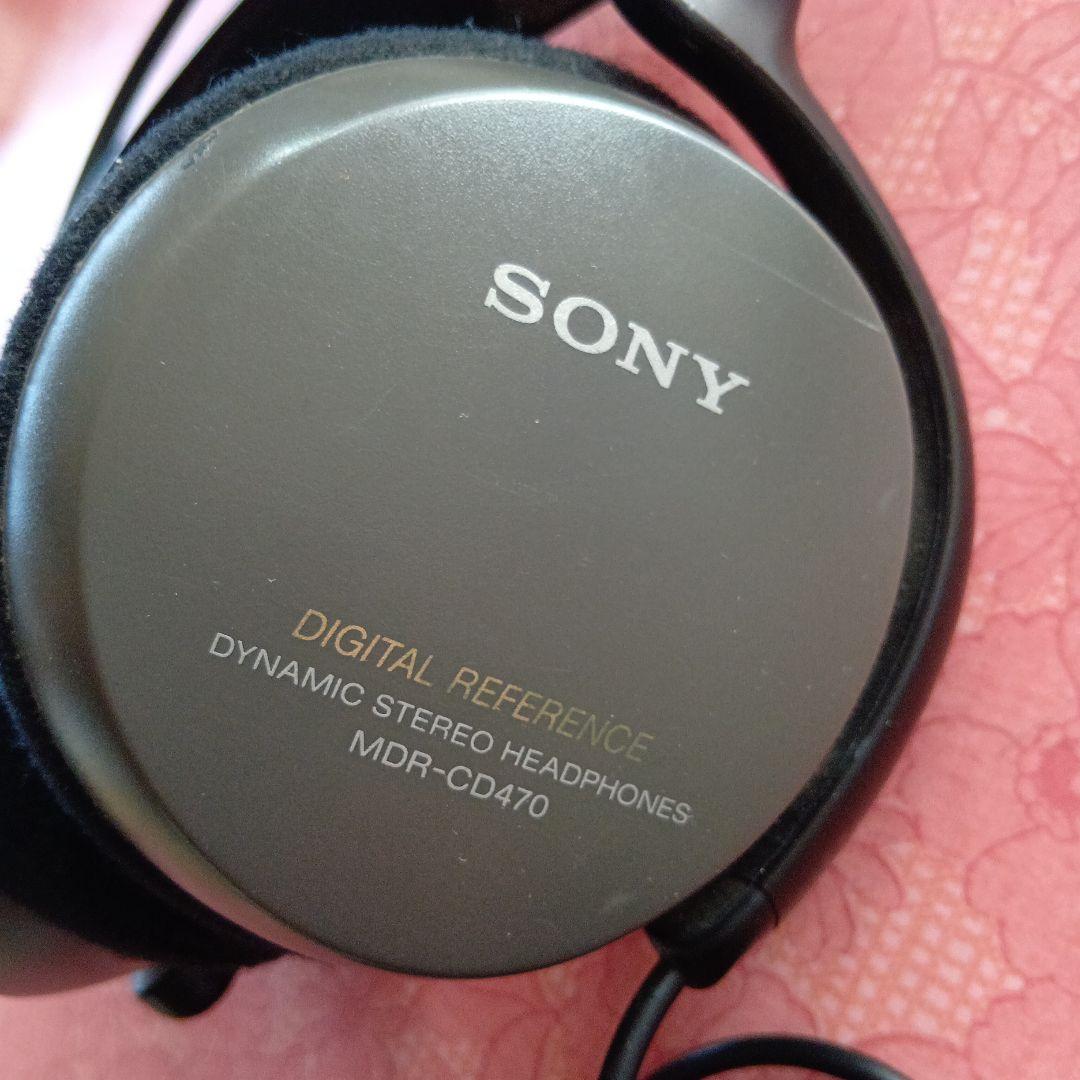 SONY
DIGITAL REFERENCE
DYNAMIC STEREO HEADPHONES
MDR-CD470